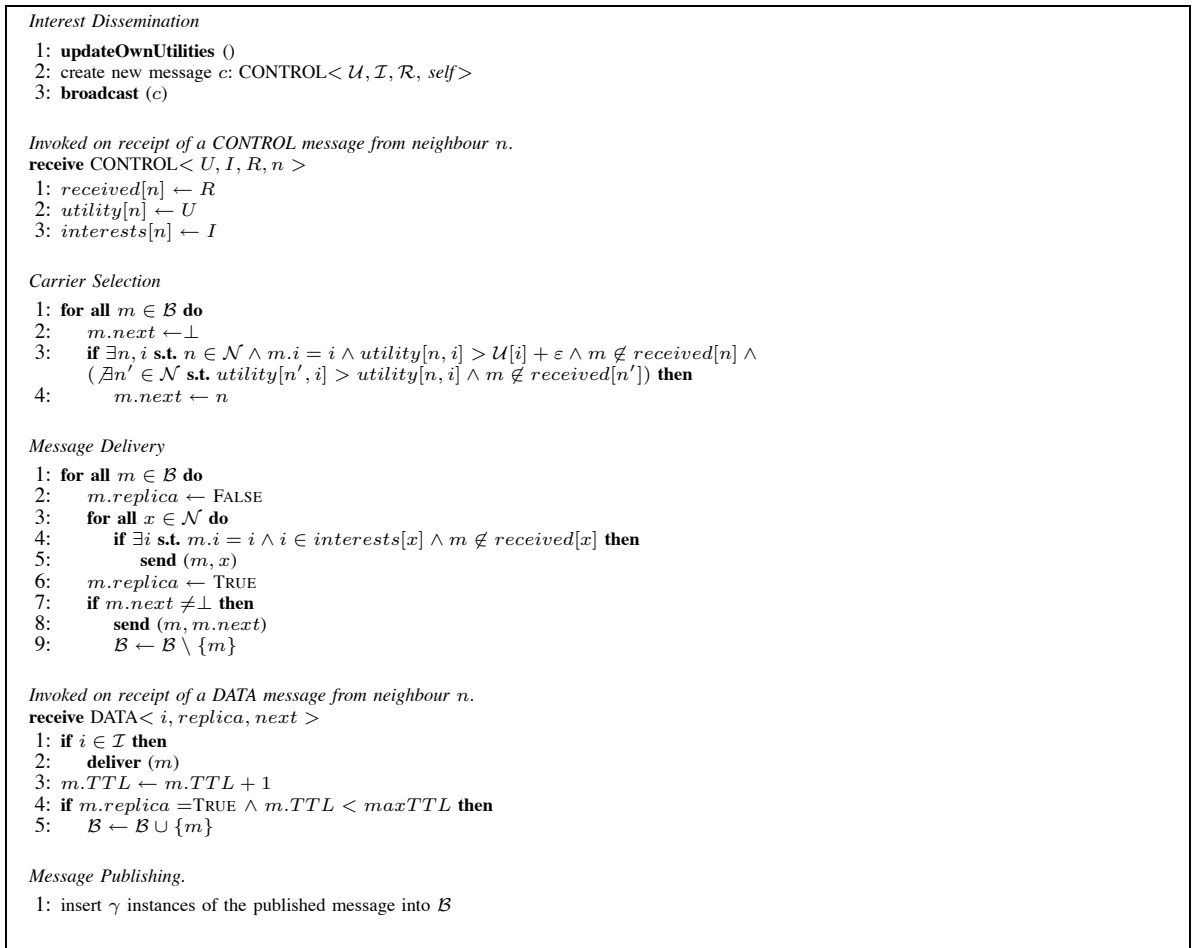 Interest Dissemination
1: updateOwnUtilities ()
2: create new message c: CONTROL< 𝒰, ℐ, ℛ, self>
3: broadcast (c)
Invoked on receipt of a CONTROL message from neighbour n.
receive CONTROL< U, I, R, n >
1: received[n] ← R
2: utility[n] ← U
3: interests[n] ← I
Carrier Selection
1: for all m ∈ ℬ do
2: m.next ←⊥
3: if ∃n, i s.t. n ∈ 𝒩 ∧ m.i = i ∧ utility[n, i] > 𝒰[i] + ε ∧ m ∉ received[n] ∧
( ∄n′ ∈ 𝒩 s.t. utility[n′, i] > utility[n, i] ∧ m ∉ received[n′]) then
4: m.next ← n
Message Delivery
1: for all m ∈ ℬ do
2: m.replica ← FALSE
3: for all x ∈ 𝒩 do
4: if ∃i s.t. m.i = i ∧ i ∈ interests[x] ∧ m ∉ received[x] then
5: send (m, x)
6: m.replica ← TRUE
7: if m.next ≠⊥ then
8: send (m, m.next)
9: ℬ ← ℬ \ {m}
Invoked on receipt of a DATA message from neighbour n.
receive DATA< i, replica, next >
1: if i ∈ ℐ then
2: deliver (m)
3: m.TTL ← m.TTL + 1
4: if m.replica =TRUE ∧ m.TTL < maxTTL then
5: ℬ ← ℬ ∪ {m}
Message Publishing.
1: insert γ instances of the published message into ℬ